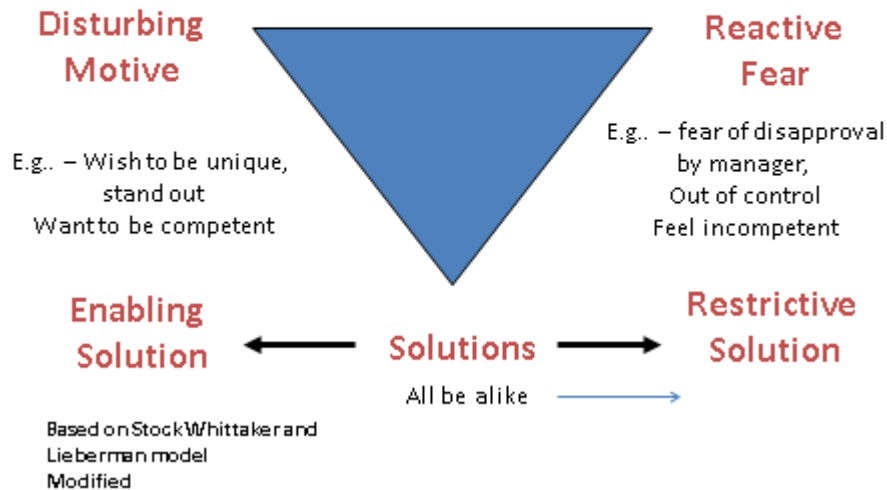 Disturbing
Motive
E.g.. – Wish to be unique,
stand out
Want to be competent
Reactive
Fear
E.g.. – fear of disapproval
by manager,
Out of control
Feel incompetent
Enabling
Solution
Solutions
All be alike
Restrictive
Solution
Based on Stock Whittaker and
Lieberman model
Modified